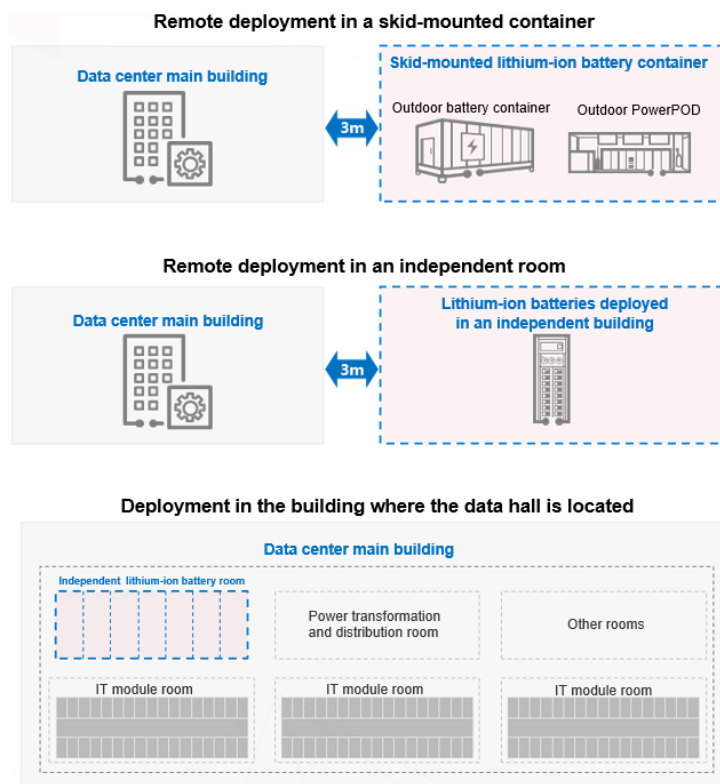 Remote deployment in a skid-mounted container
Data center main building
3m
Skid-mounted lithium-ion battery container
Outdoor battery container
Outdoor PowerPOD
Remote deployment in an independent room
Data center main building
3m
Lithium-ion batteries deployed
in an independent building
Deployment in the building where the data hall is located
Data center main building
Independent lithium-ion battery room
Power transformation
and distribution room
Other rooms
IT module room
IT module room
IT module room